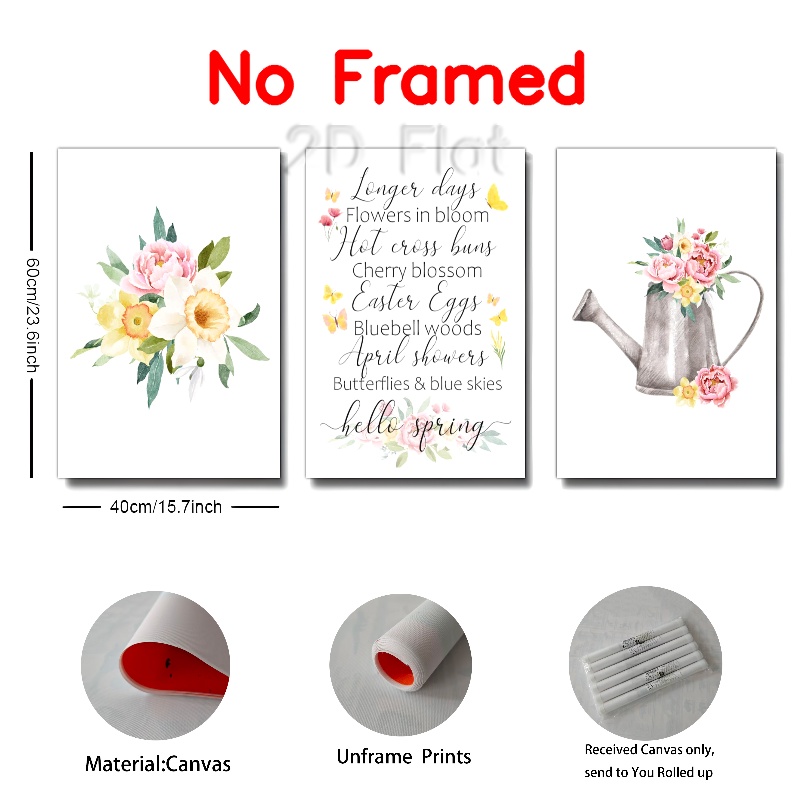 No Framed
2D Flat
60cm/23.6inch
Longer days
Flowers in bloom
Hot cross buns
Cherry blossom
Easter Eggs
Bluebell woods
April showers
Butterflies & blue skies
hello spring
40cm/15.7inch
Material:Canvas
Unframe Prints
Received Canvas only,
send to You Rolled up